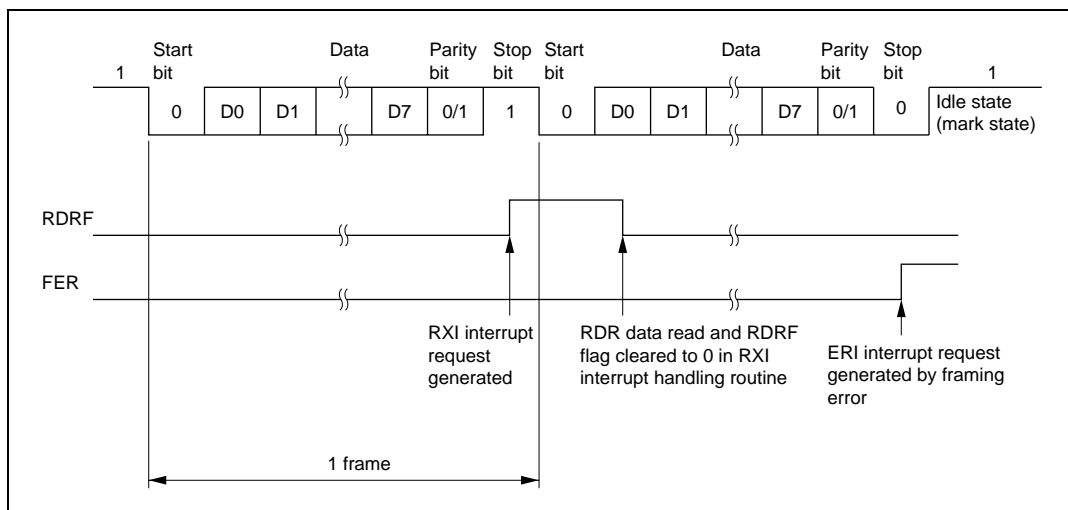 Start Data Parity Stop Start Data Parity Stop
1 bit bit bit bit bit bit 1
0 D0 D1 D7 0/1 1 0 D0 D1 D7 0/1 0 Idle state
(mark state)
RDRF
FER
RXI interrupt
request
generated
RDR data read and RDRF
flag cleared to 0 in RXI
interrupt handling routine
ERI interrupt request
generated by framing
error
1 frame